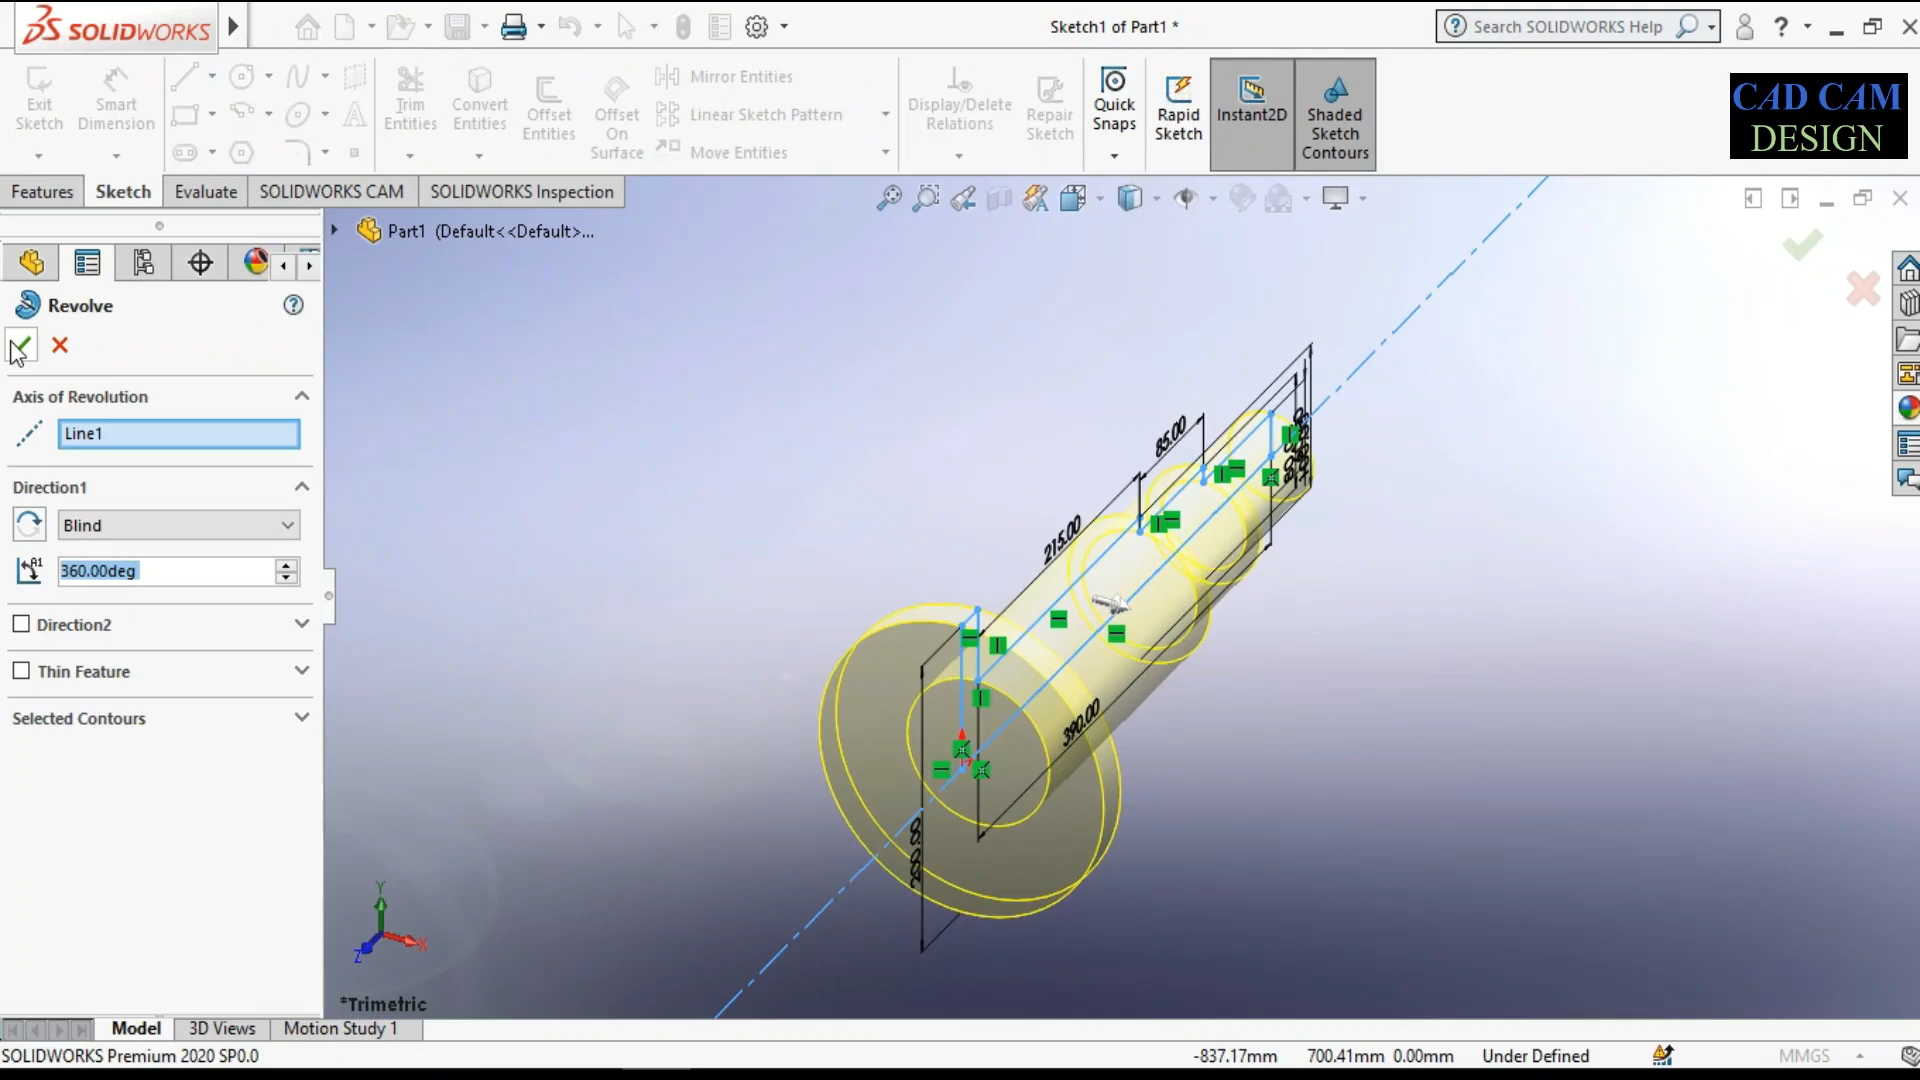 SOLIDWORKS
Sketch1 of Part1 *
Search SOLIDWORKS Help
Exit Sketch
Smart Dimension
Trim Entities
Convert Entities
Offset Entities
Offset On Surface
Mirror Entities
Linear Sketch Pattern
Move Entities
Display/Delete Relations
Repair Sketch
Quick Snaps
Rapid Sketch
Instant2D
Shaded Sketch Contours
CAD CAM
DESIGN
Features
Sketch
Evaluate
SOLIDWORKS CAM
SOLIDWORKS Inspection
Part1 (Default<<Default>...
Revolve
Axis of Revolution
Line1
Direction1
Blind
360.00deg
Direction2
Thin Feature
Selected Contours
85.00
215.00
390.00
200.00
Y
X
Z
*Trimetric
Model
3D Views
Motion Study 1
SOLIDWORKS Premium 2020 SP0.0
-837.17mm
700.41mm 0.00mm
Under Defined
MMGS